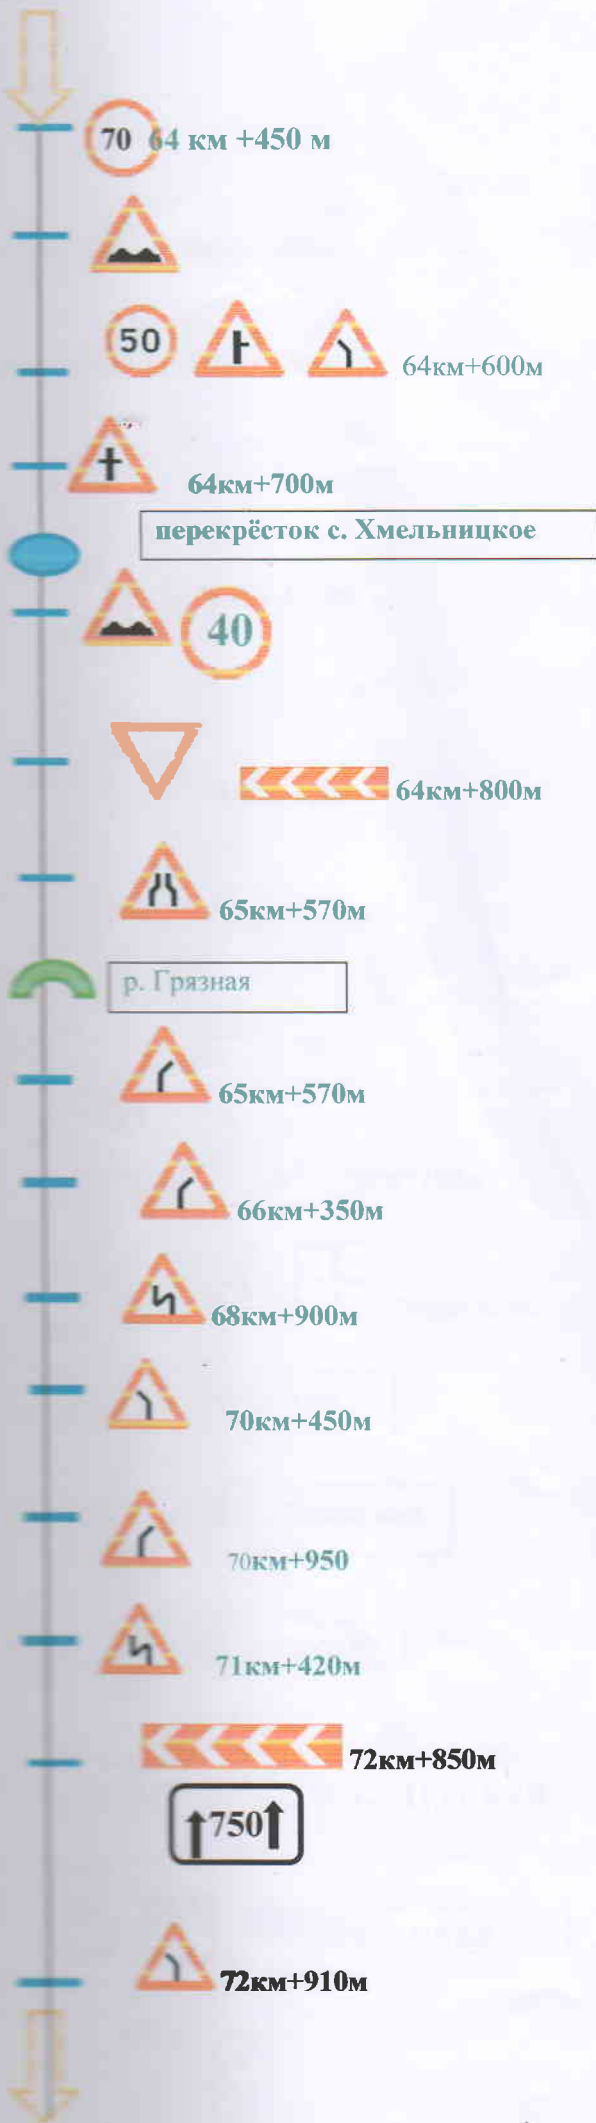 70 64 км +450 м
50
64км+600м
64км+700м
перекрёсток с. Хмельницкое
40
64км+800м
65км+570м
р. Грязная
65км+570м
66км+350м
68км+900м
70км+450м
70км+950
71км+420м
72км+850м
750
72км+910м